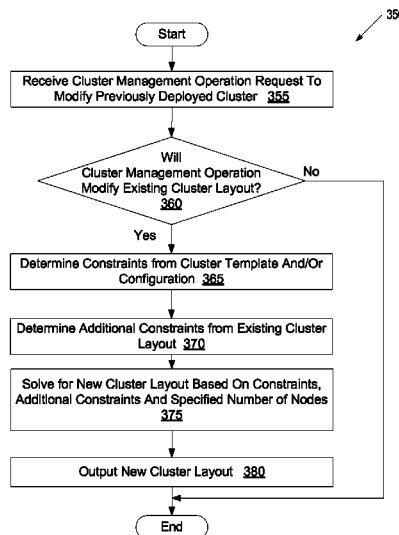 350
Start
Receive Cluster Management Operation Request To
Modify Previously Deployed Cluster 355
Will
Cluster Management Operation
Modify Existing Cluster Layout?
360
No
Yes
Determine Constraints from Cluster Template And/Or
Configuration 365
Determine Additional Constraints from Existing Cluster
Layout 370
Solve for New Cluster Layout Based On Constraints,
Additional Constraints And Specified Number of Nodes
375
Output New Cluster Layout 380
End